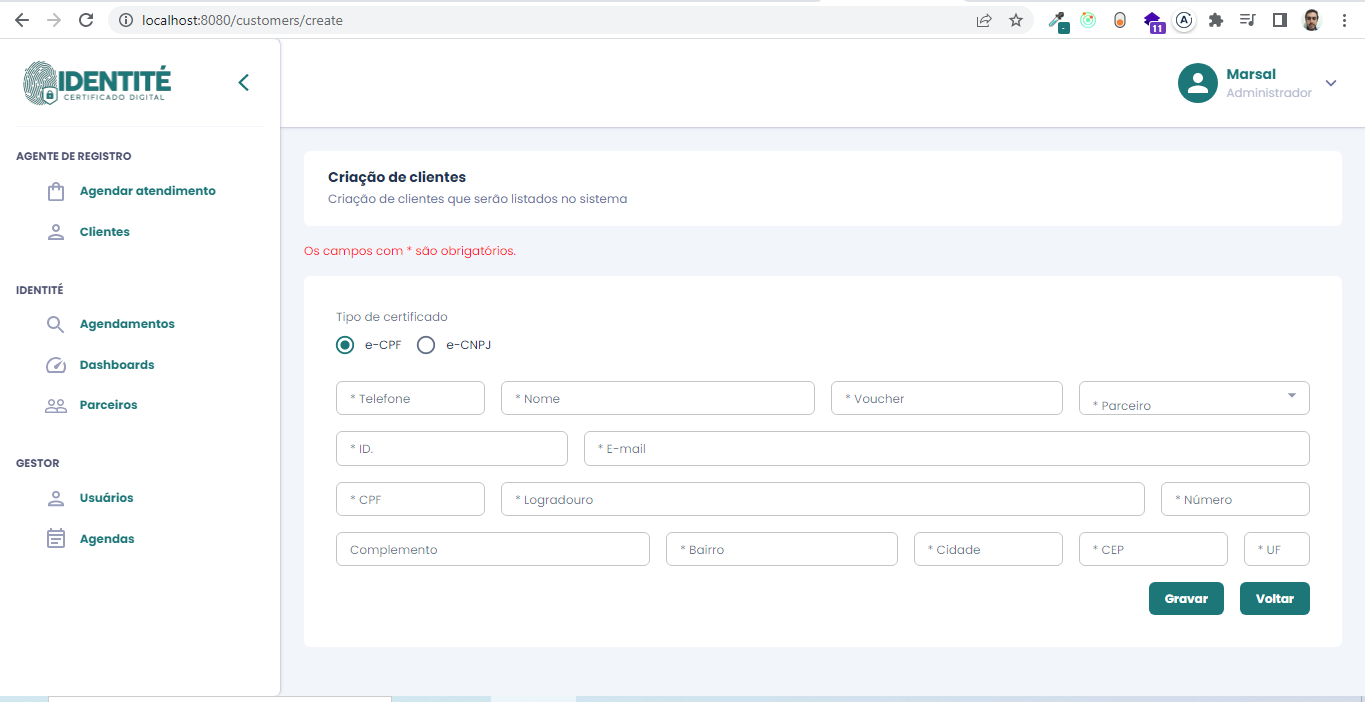 localhost:8080/customers/create
11
A
IDENTITÉ
CERTIFICADO DIGITAL
Marsal
Administrador
AGENTE DE REGISTRO
Agendar atendimento
Clientes
IDENTITÉ
Agendamentos
Dashboards
Parceiros
GESTOR
Usuários
Agendas
Criação de clientes
Criação de clientes que serão listados no sistema
Os campos com * são obrigatórios.
Tipo de certificado
e-CPF e-CNPJ
* Telefone * Nome * Voucher * Parceiro
* ID. * E-mail
* CPF * Logradouro * Número
Complemento * Bairro * Cidade * CEP * UF
Gravar Voltar